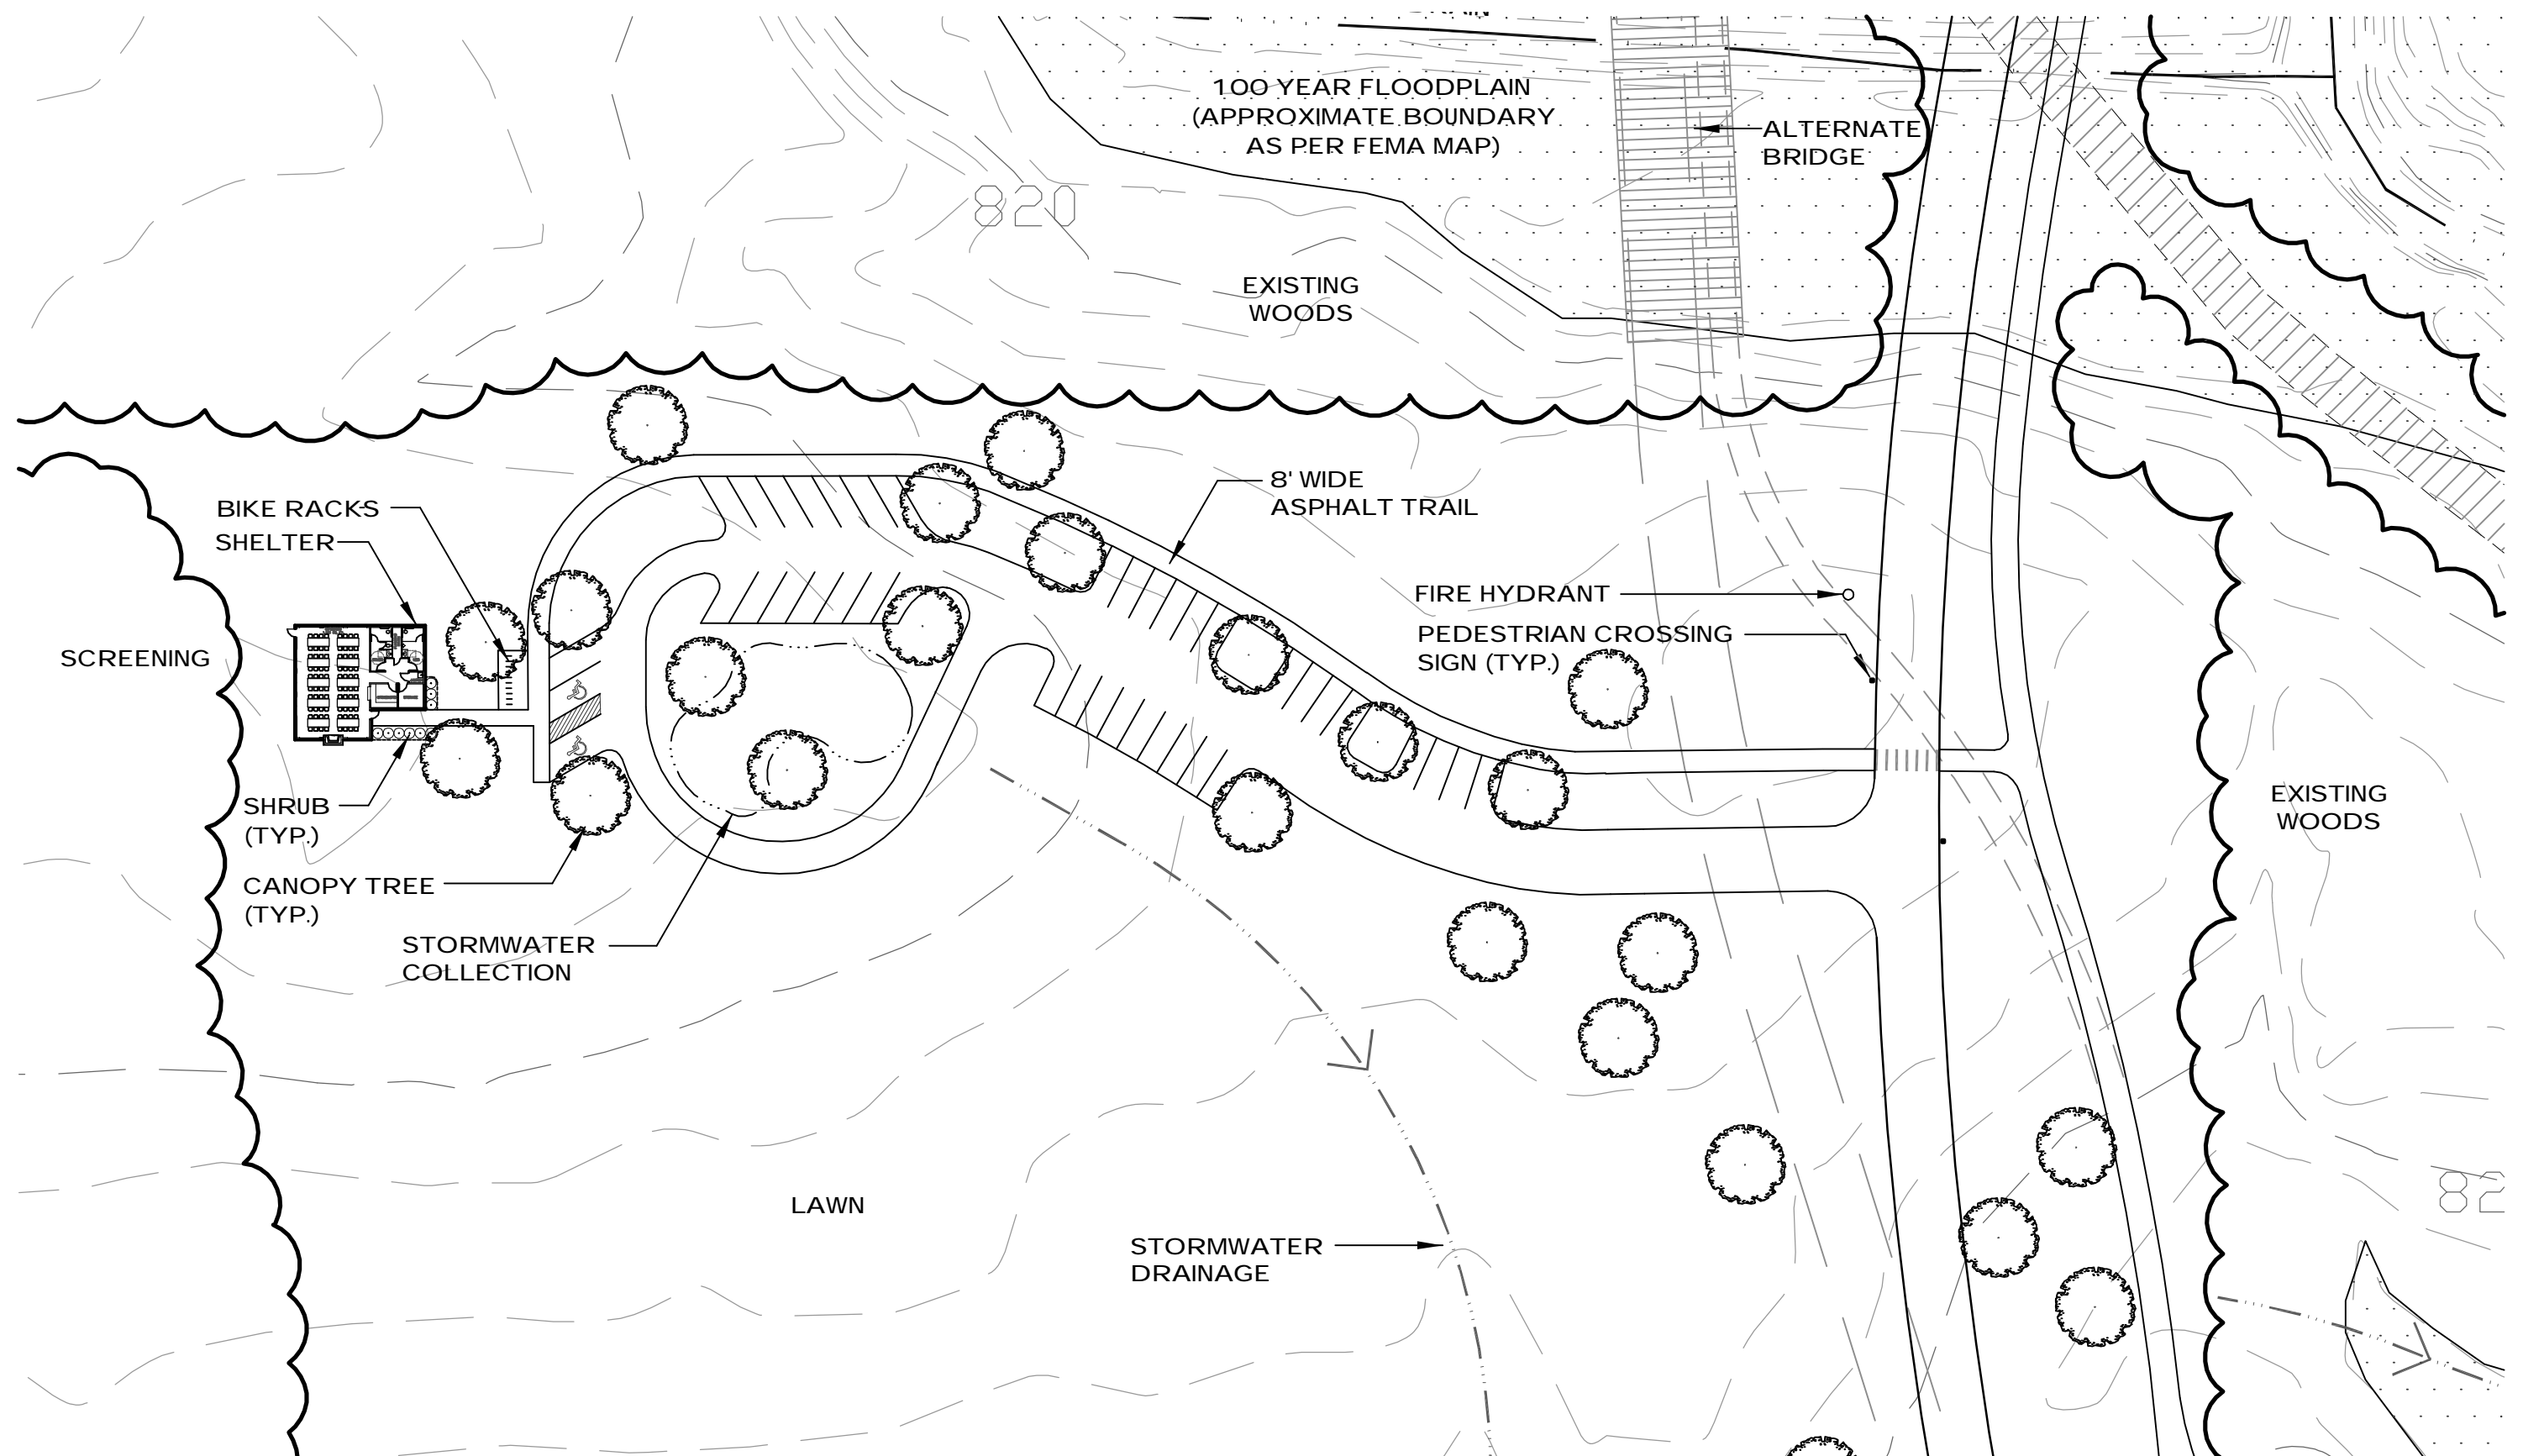 100 YEAR FLOODPLAIN
(APPROXIMATE BOUNDARY
AS PER FEMA MAP)
ALTERNATE
BRIDGE
820
EXISTING
WOODS
8' WIDE
ASPHALT TRAIL
BIKE RACKS
SHELTER
FIRE HYDRANT
PEDESTRIAN CROSSING
SIGN (TYP.)
SCREENING
SHRUB
(TYP.)
EXISTING
WOODS
CANOPY TREE
(TYP.)
STORMWATER
COLLECTION
LAWN
82
STORMWATER
DRAINAGE